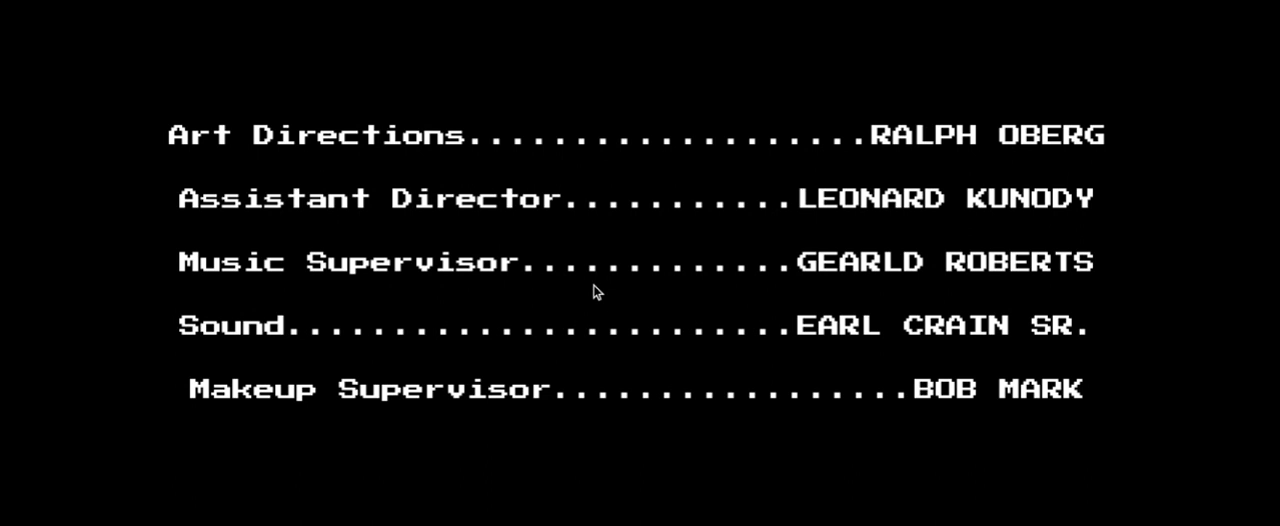 Art Directions...................RALPH OBERG
Assistant Director...........LEONARD KUNODY
Music Supervisor.............GEARLD ROBERTS
Sound........................EARL CRAIN SR.
Makeup Supervisor.................BOB MARK